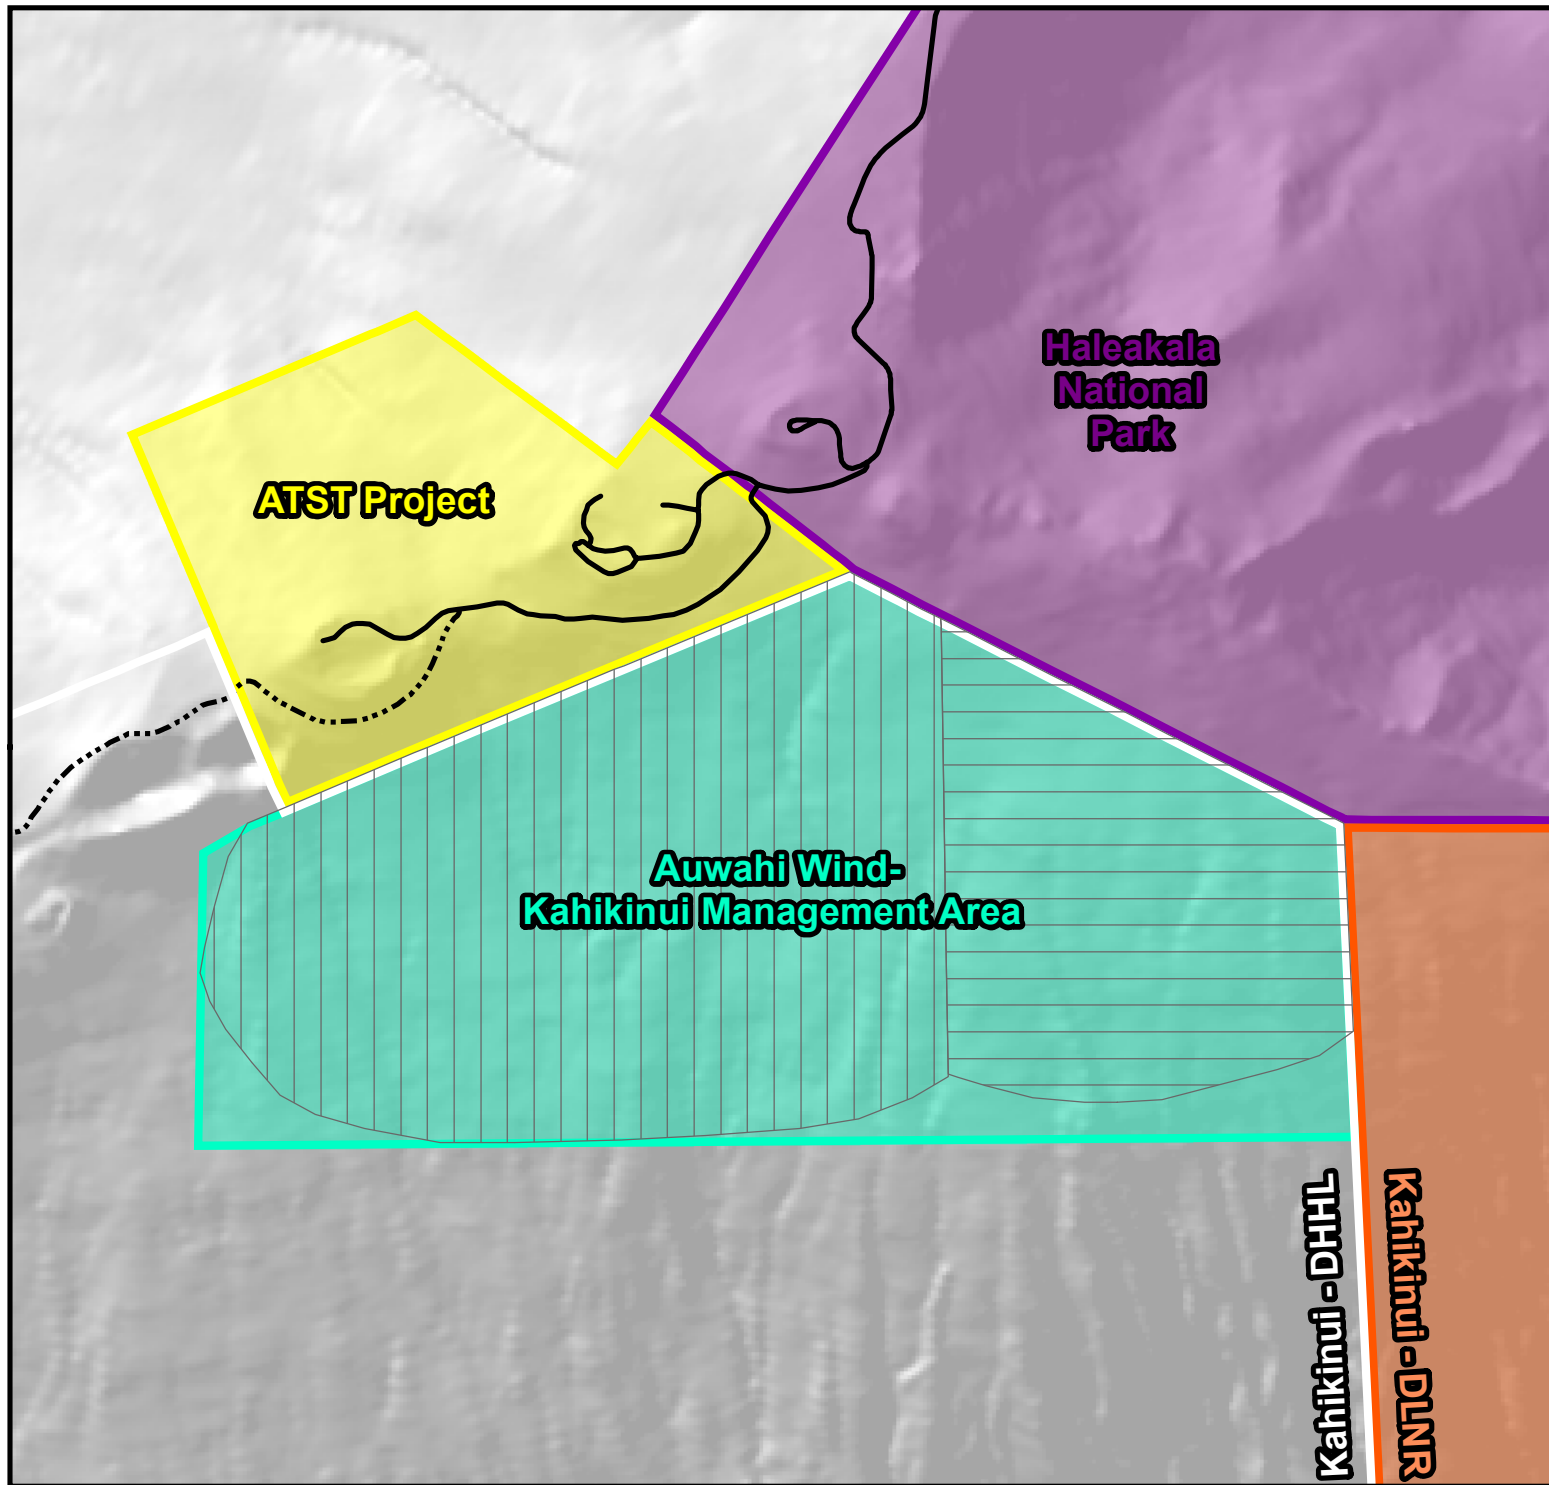 Haleakala
National
Park
ATST Project
Auwahi Wind-
Kahikinui Management Area
Kahikinui - DHHL
Kahikinui - DLNR